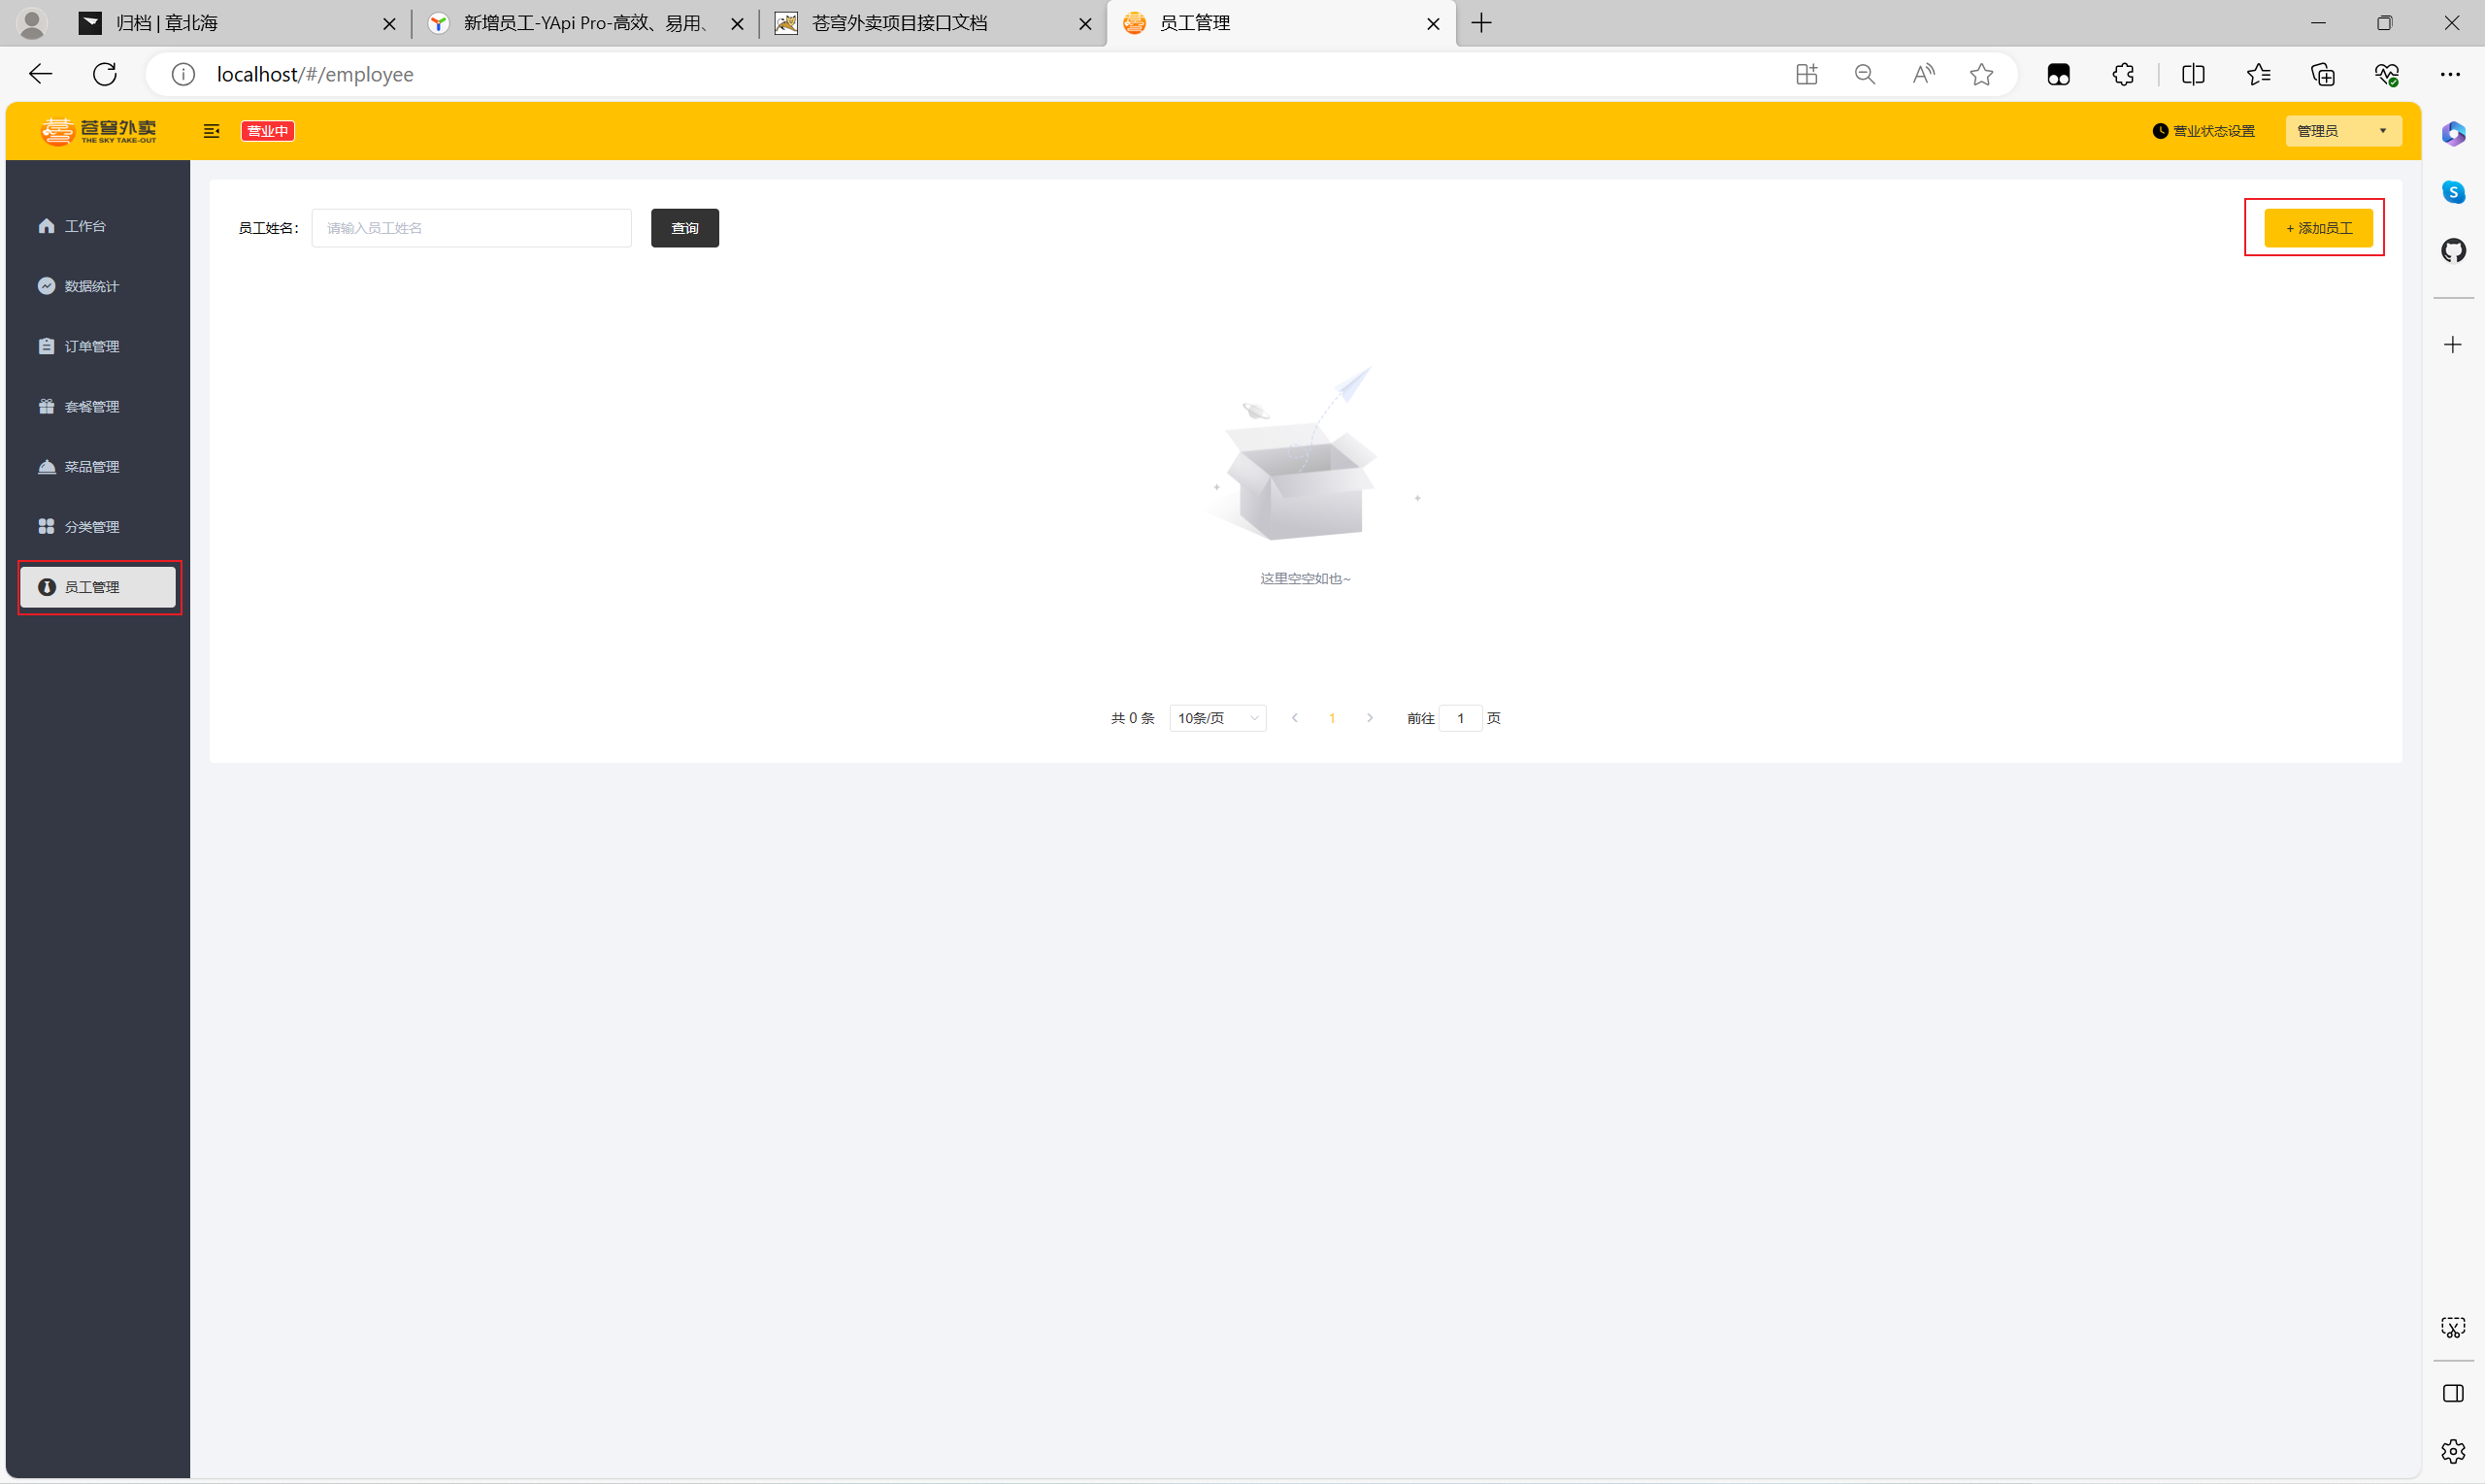 归档 | 章北海
新增员工-YApi Pro-高效、易用、
苍穹外卖项目接口文档
员工管理
localhost/#/employee
苍穹外卖
THE SKY TAKE-OUT
营业中
营业状态设置
管理员
工作台
数据统计
订单管理
套餐管理
菜品管理
分类管理
员工管理
员工姓名：
请输入员工姓名
查询
+ 添加员工
这里空空如也~
共 0 条
10条/页
1
前往 1 页